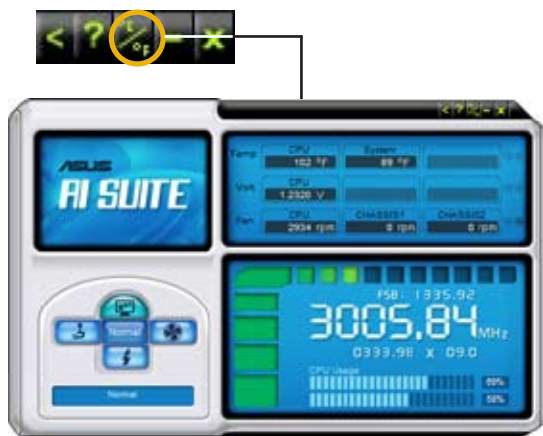 < ? °C/°F - x
< ? - x
ASUS
AI SUITE
Temp CPU System
102 °F 89 °F
Volt CPU
1.2320 V
Fan CPU CHASSIS1 CHASSIS2
2934 rpm 0 rpm 0 rpm
FSB: 1335.92
3005.84 MHz
0333.98 X 09.0
CPU Usage
Normal
Normal